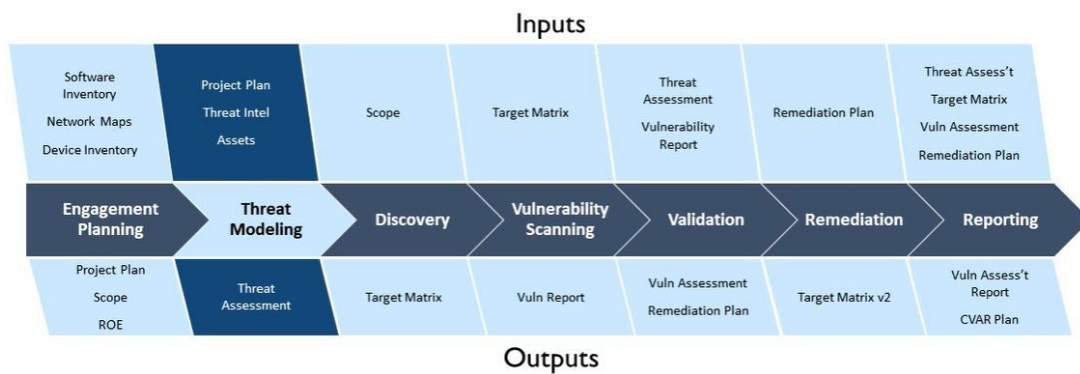 Inputs
Software
Inventory
Network Maps
Device Inventory
Project Plan
Threat Intel
Assets
Scope
Target Matrix
Threat
Assessment
Vulnerability
Report
Remediation Plan
Threat Assess't
Target Matrix
Vuln Assessment
Remediation Plan
Engagement
Planning
Threat
Modeling
Discovery
Vulnerability
Scanning
Validation
Remediation
Reporting
Project Plan
Scope
ROE
Threat
Assessment
Target Matrix
Vuln Report
Vuln Assessment
Remediation Plan
Target Matrix v2
Vuln Assess't
Report
CVAR Plan
Outputs